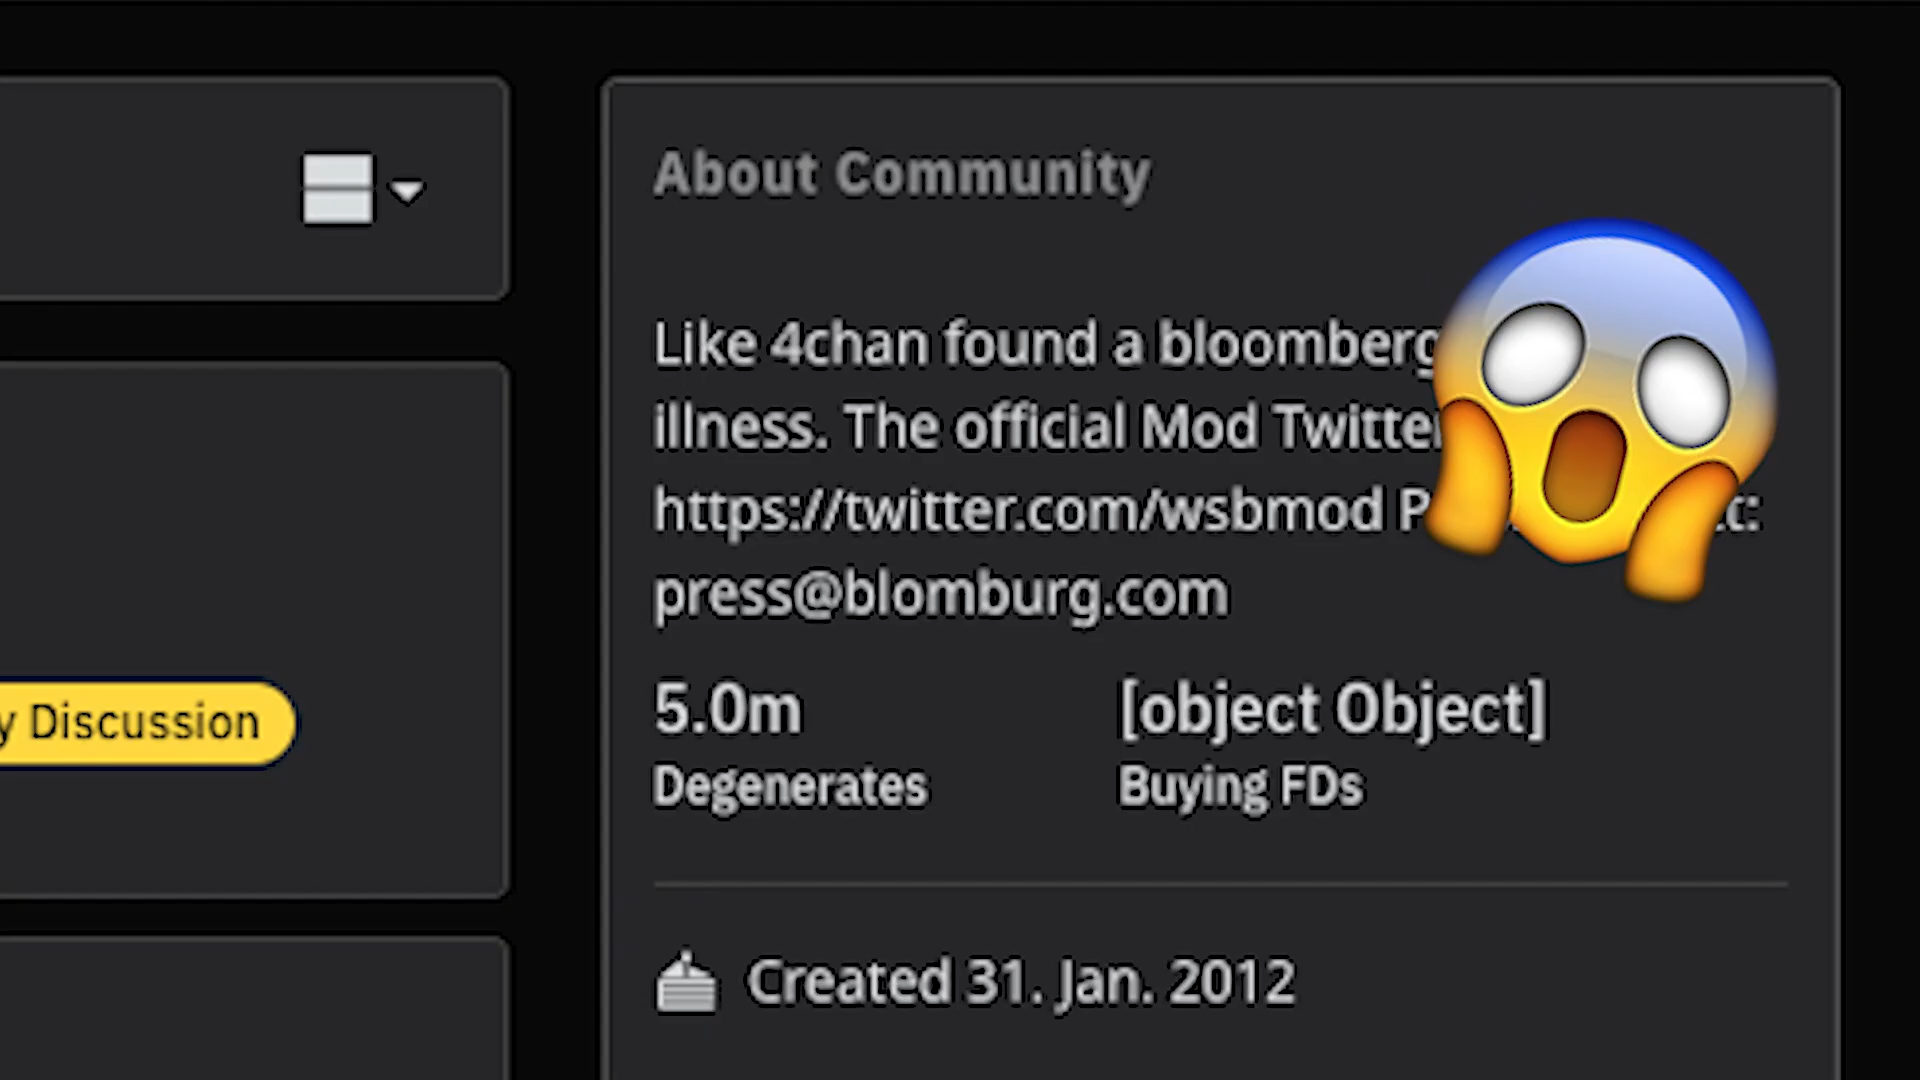 About Community
Like 4chan found a bloomberg
illness. The official Mod Twitter
https://twitter.com/wsbmod
press@blomburg.com
5.0m [object Object]
Degenerates Buying FDs
y Discussion
Created 31. Jan. 2012